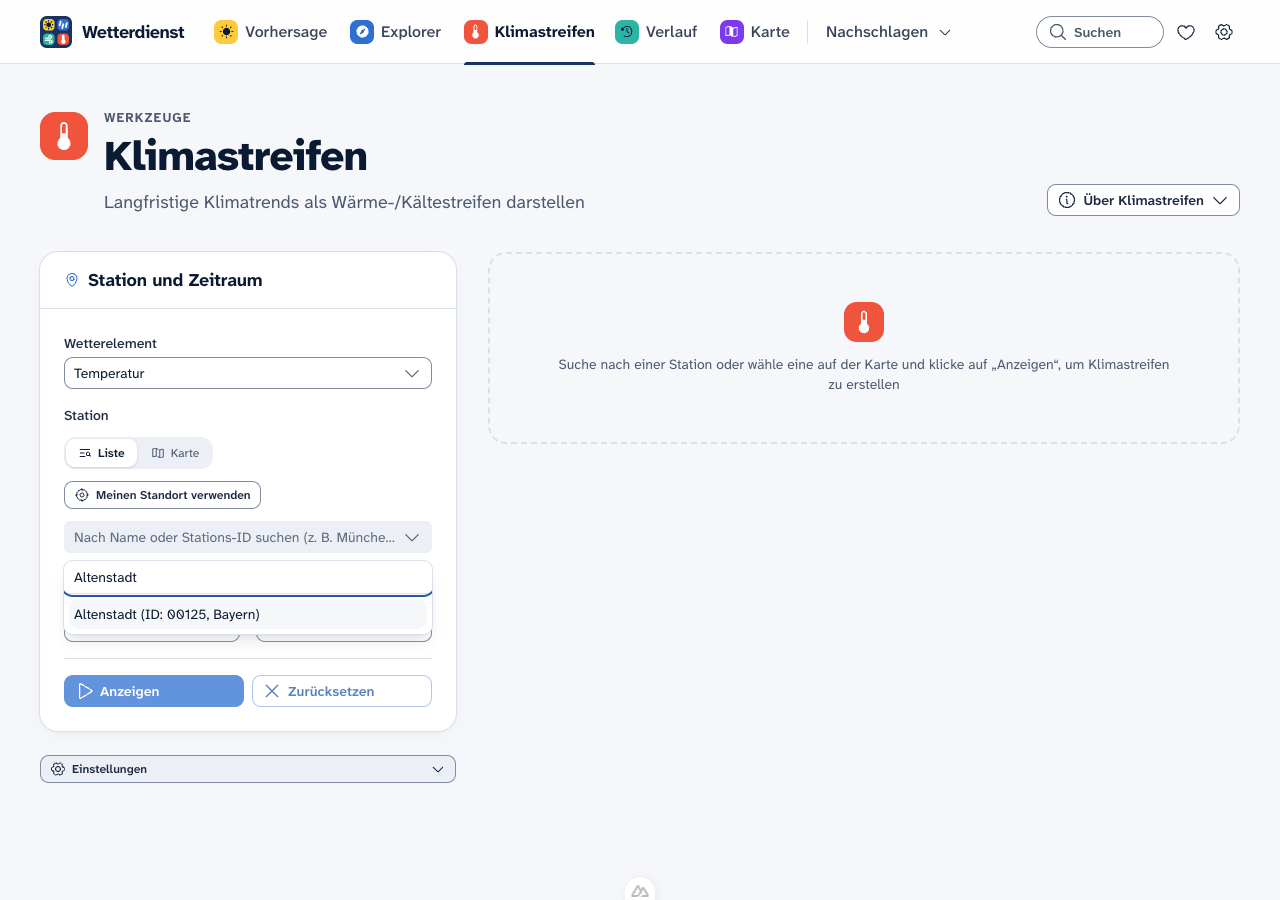 Wetterdienst
Vorhersage
Explorer
Klimastreifen
Verlauf
Karte
Nachschlagen
Suchen
WERKZEUGE
Klimastreifen
Langfristige Klimatrends als Wärme-/Kältestreifen darstellen
Über Klimastreifen
Station und Zeitraum
Wetterelement
Temperatur
Station
Liste
Karte
Meinen Standort verwenden
Nach Name oder Stations-ID suchen (z. B. Münche...
Altenstadt
Altenstadt (ID: 00125, Bayern)
Anzeigen
Zurücksetzen
Einstellungen
Suche nach einer Station oder wähle eine auf der Karte und klicke auf „Anzeigen“, um Klimastreifen
zu erstellen